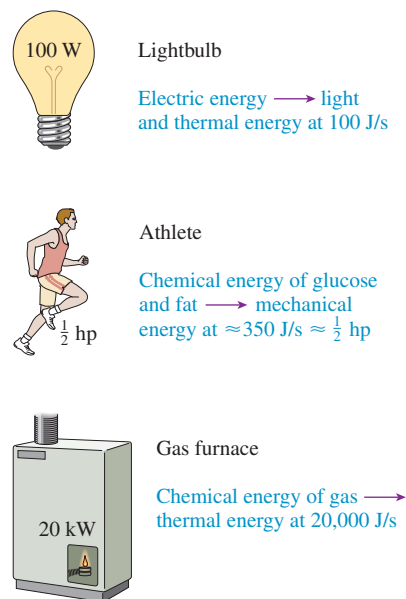 100 W
Lightbulb
Electric energy ⟶ light
and thermal energy at 100 J/s
Athlete
Chemical energy of glucose
and fat ⟶ mechanical
energy at ≈350 J/s ≈ 1/2 hp
1/2 hp
Gas furnace
Chemical energy of gas ⟶
thermal energy at 20,000 J/s
20 kW